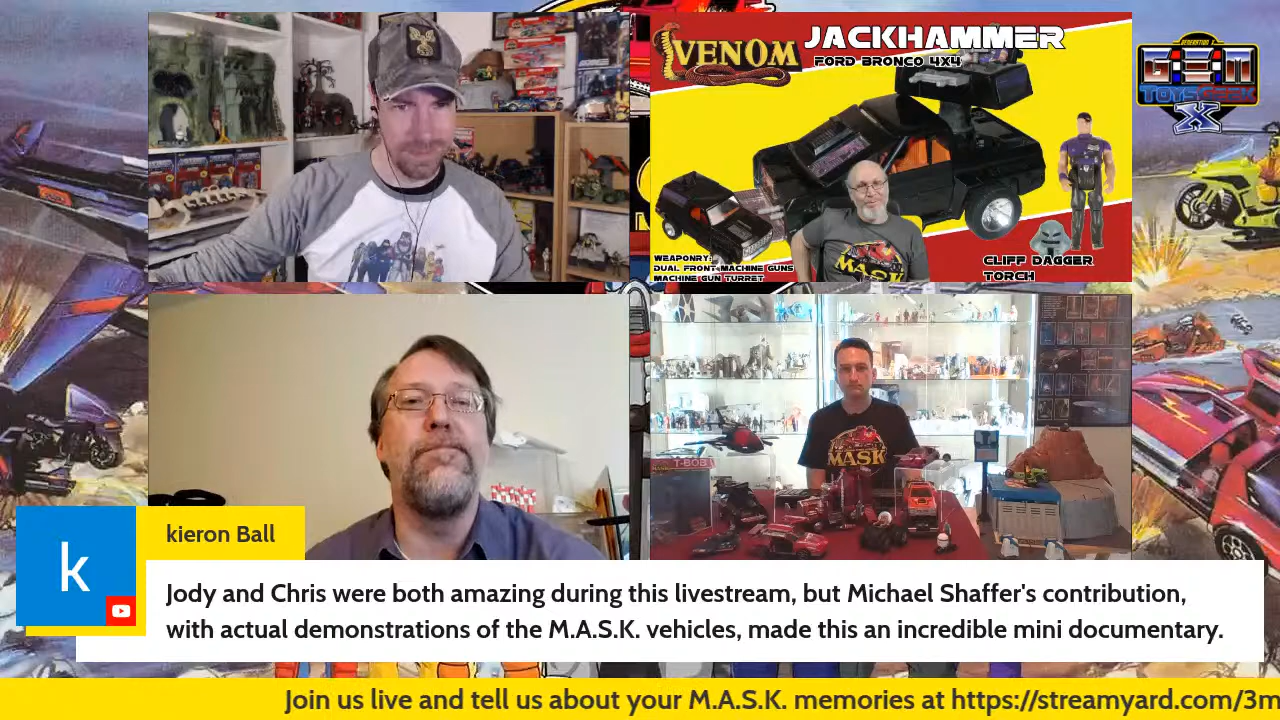 VENOM
JACKHAMMER
FORD BRONCO 4X4
WEAPONRY:
DUAL FRONT MACHINE GUNS
MACHINE GUN TURRET
CLIFF DAGGER
TORCH
MASK
GENERATION X
G.E.M
TOYSGEEK
X
T-BOB
MASK
k
kieron Ball
Jody and Chris were both amazing during this livestream, but Michael Shaffer's contribution,
with actual demonstrations of the M.A.S.K. vehicles, made this an incredible mini documentary.
Join us live and tell us about your M.A.S.K. memories at https://streamyard.com/3m